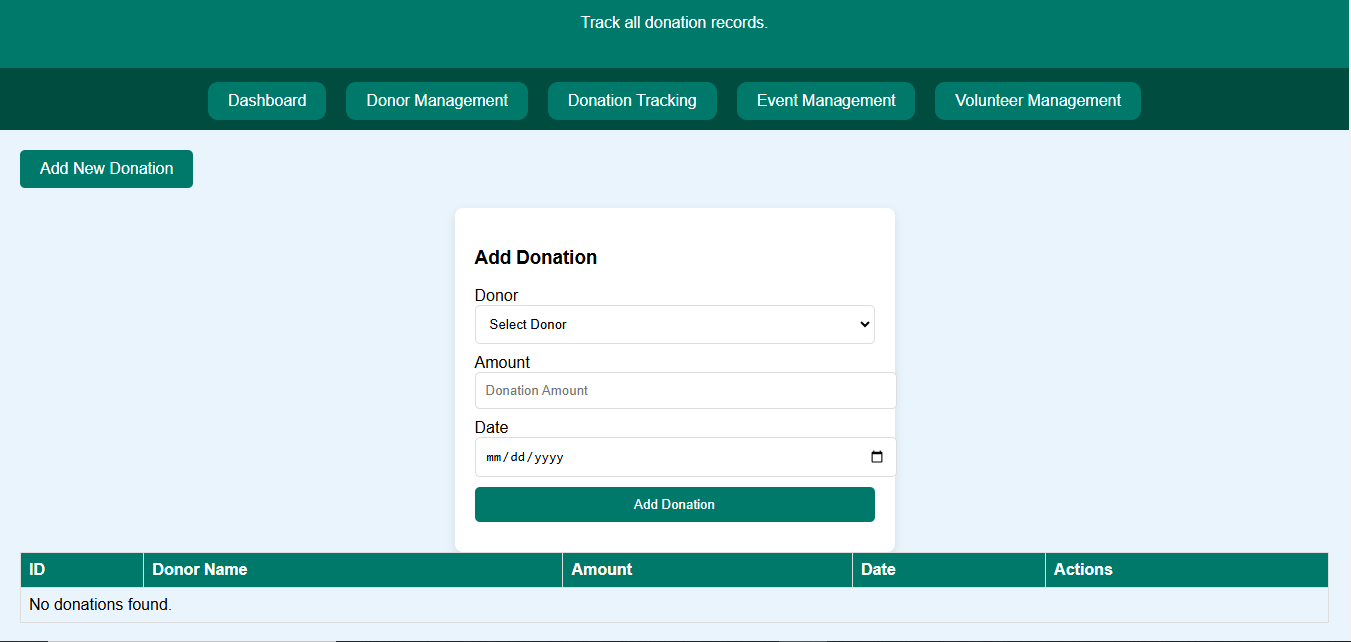 Track all donation records.
Dashboard Donor Management Donation Tracking Event Management Volunteer Management
Add New Donation
Add Donation
Donor
Select Donor
Amount
Donation Amount
Date
mm/dd/yyyy
Add Donation
ID Donor Name Amount Date Actions
No donations found.